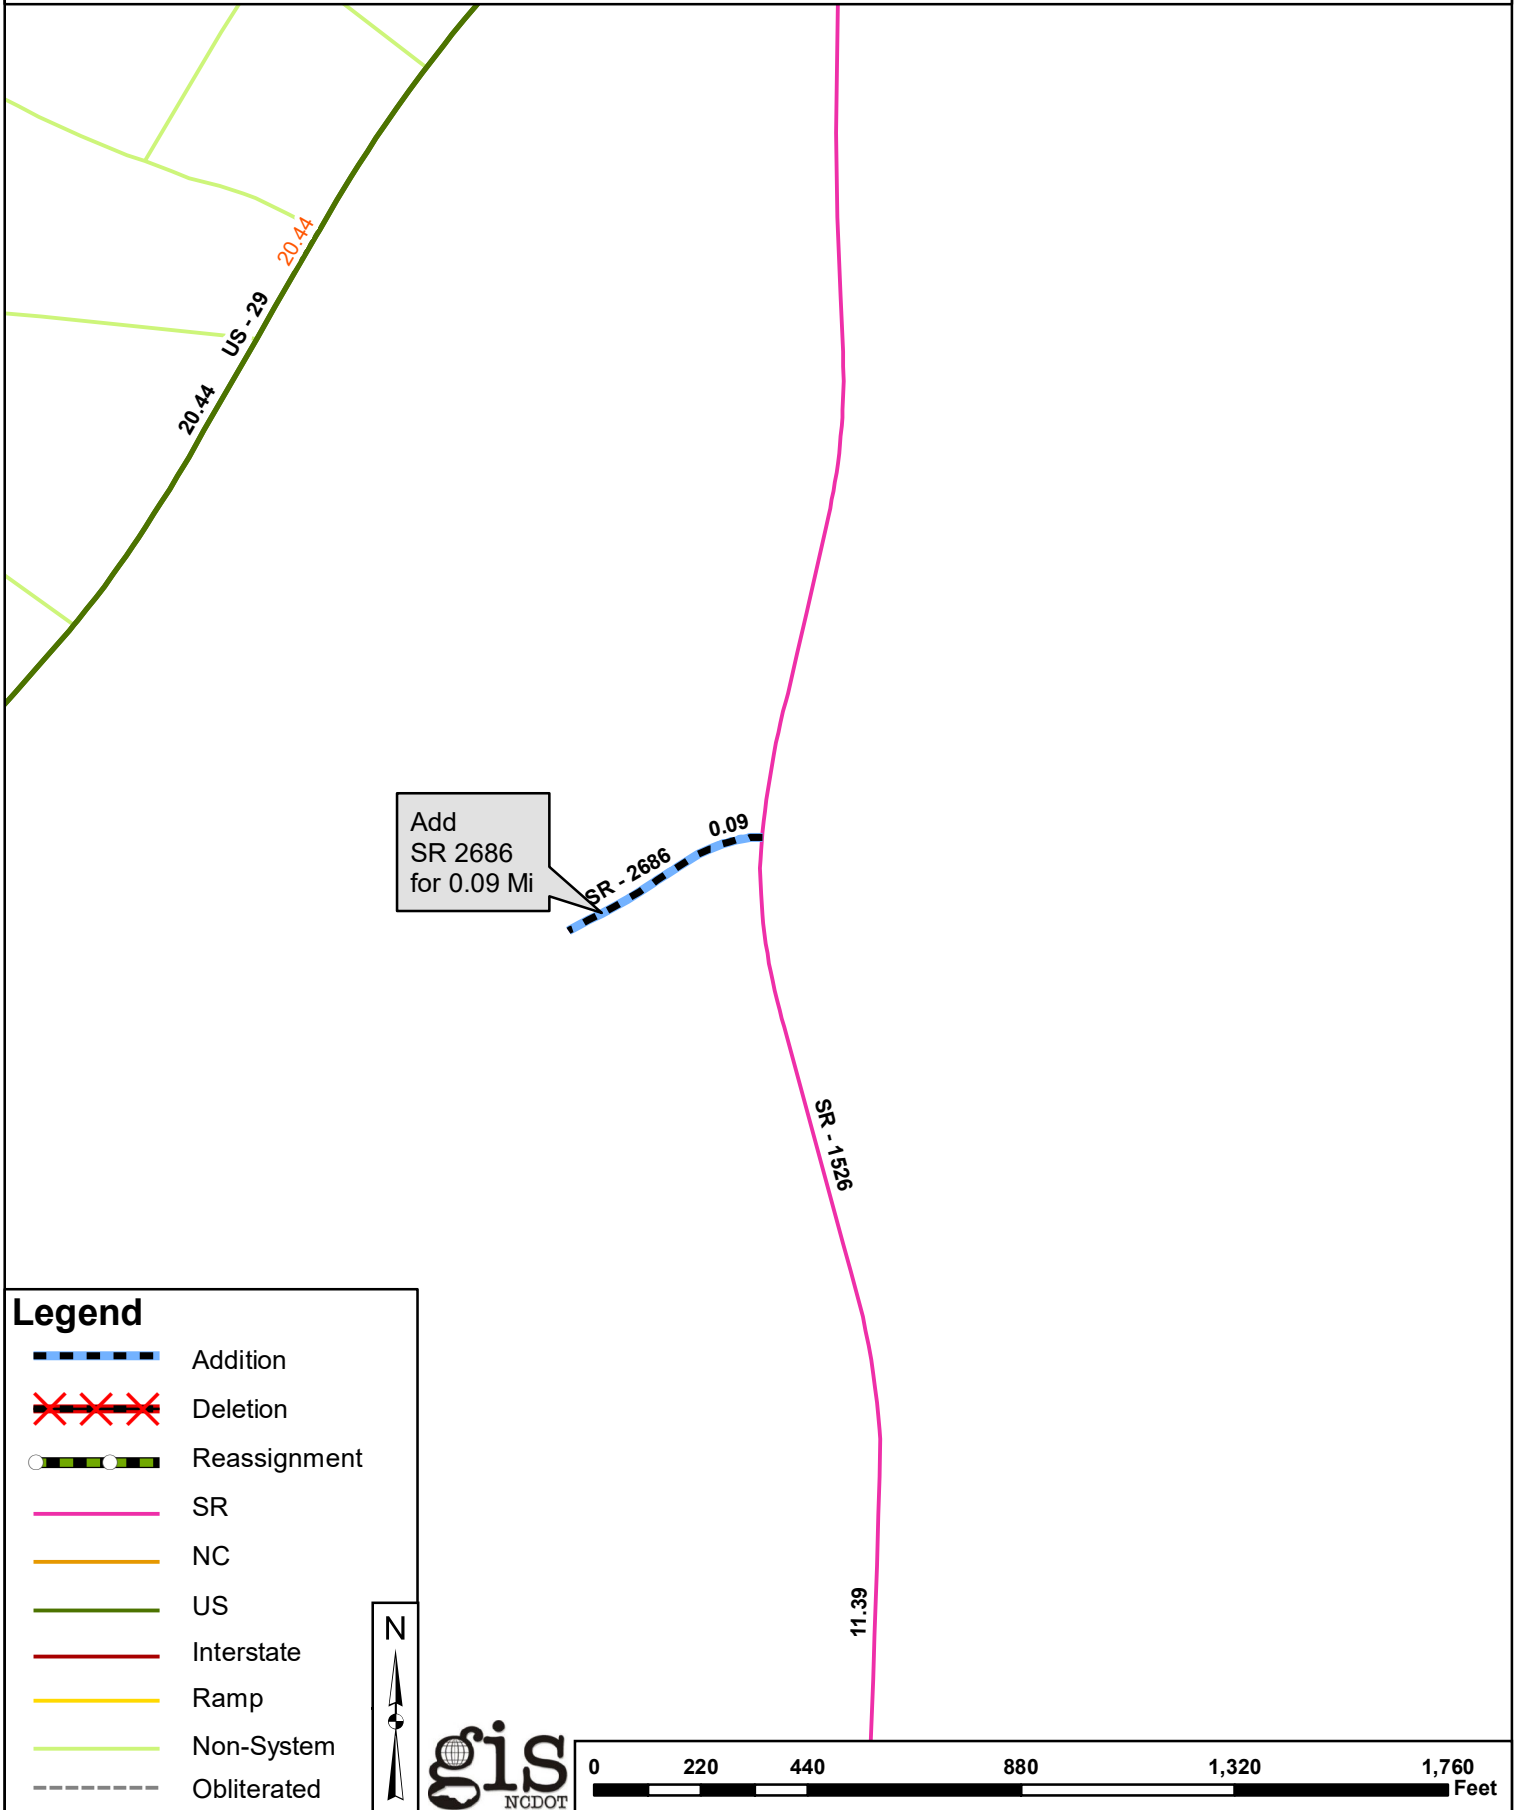 20.44
US - 29
20.44
Add
SR 2686
for 0.09 Mi
0.09
SR - 2686
SR - 1526
11.39
Legend
Addition
Deletion
Reassignment
SR
NC
US
Interstate
Ramp
Non-System
Obliterated
N
gis
NCDOT
0 220 440 880 1,320 1,760
Feet